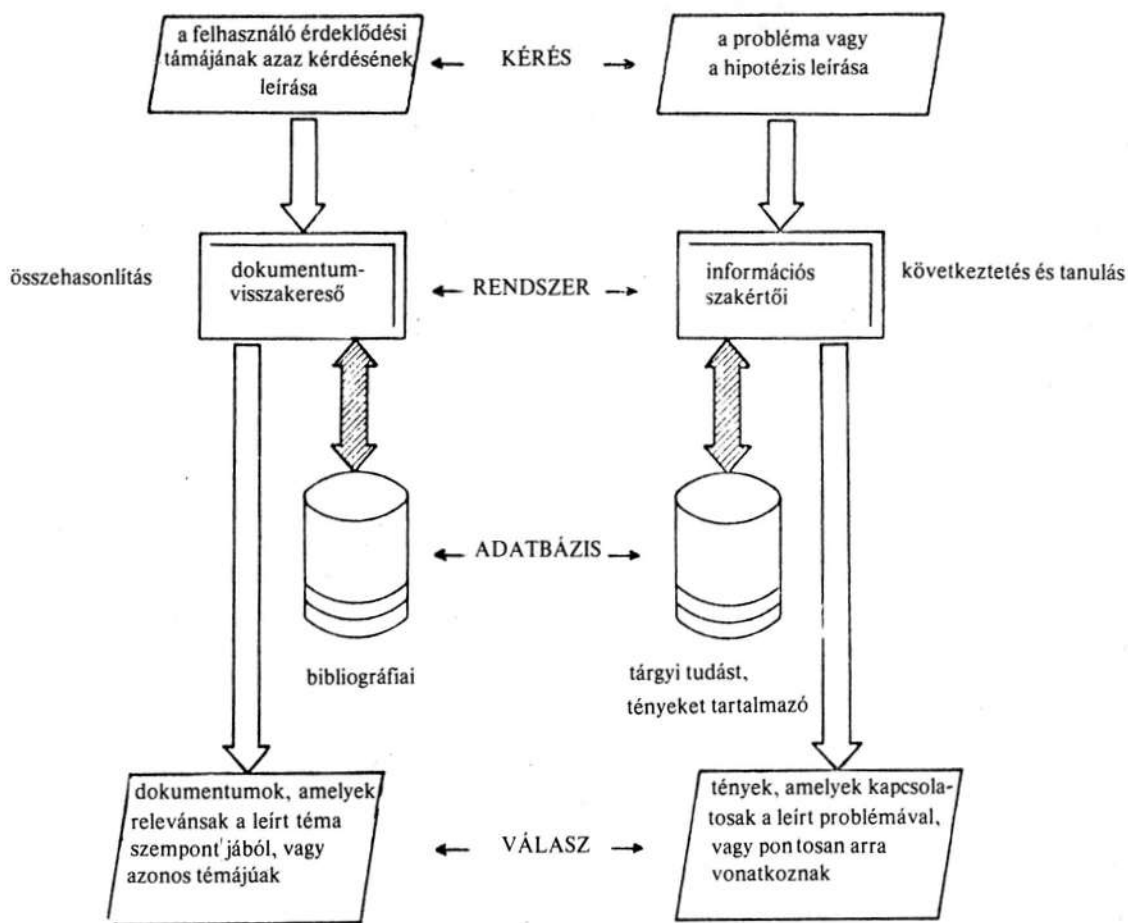 a felhasználó érdeklődési
támájának azaz kérdésének
leírása
KÉRÉS
a probléma vagy
a hipotézis leírása
összehasonlítás
dokumentum-
visszakereső
RENDSZER
információs
szakértői
következtetés és tanulás
ADATBÁZIS
bibliográfiai
tárgyi tudást,
tényeket tartalmazó
dokumentumok, amelyek
relevánsak a leírt téma
szempont'jából, vagy
azonos témájúak
VÁLASZ
tények, amelyek kapcsola-
tosak a leírt problémával,
vagy pon tosan arra
vonatkoznak